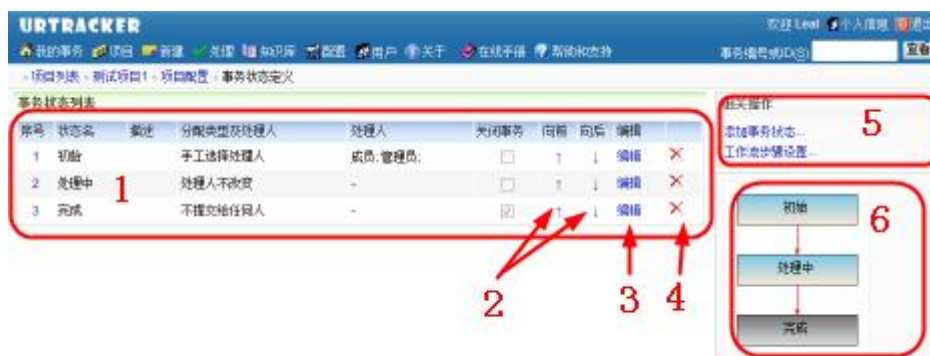 URTRACKER
欢迎 Leal 个人信息 退出
我的事务 项目 新建 处理 知识库 配置 用户 关于 在线手册 帮助和支持 事务编号或ID(S) 查看
项目列表 测试项目1 项目配置 事务状态定义
事务状态列表
相关操作
序号 状态名 描述 分配类型及处理人 处理人 关闭事务 向前 向后 编辑
1 初始 手工选择处理人 成员;管理员; ↑ ↓ 编辑
2 处理中 处理人不改变 - ↑ ↓ 编辑
3 完成 不提交给任何人 - ↑ ↓ 编辑
添加事务状态...
工作流步骤设置...
1
2
3
4
5
6
初始
处理中
完成